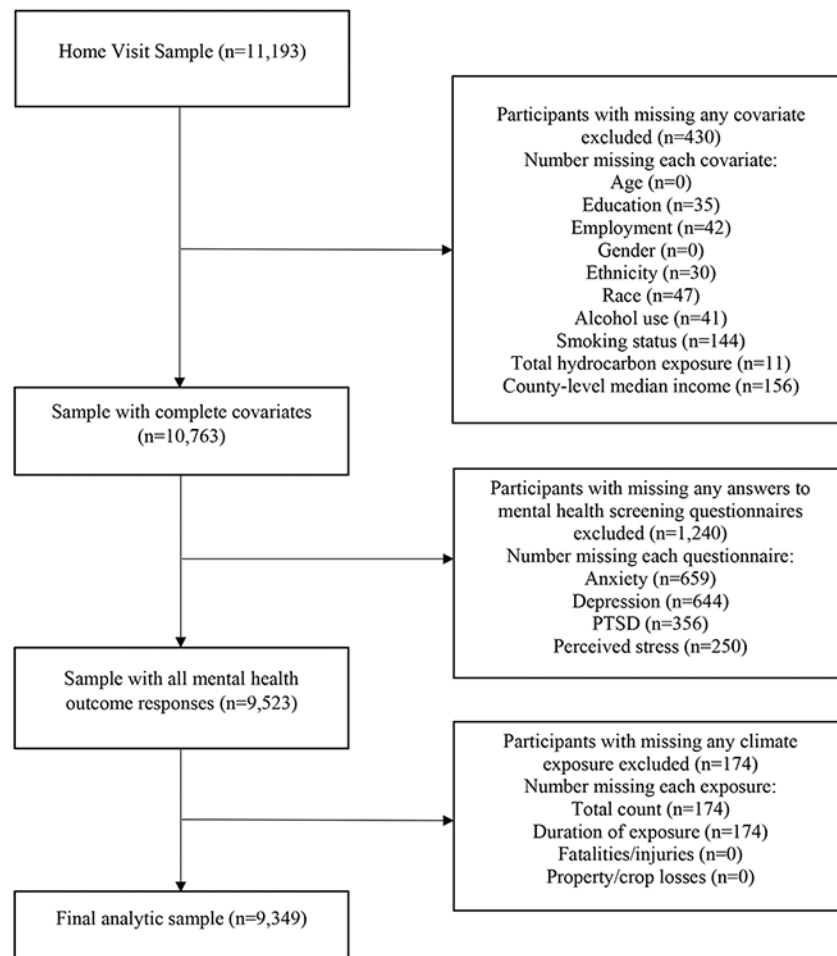 Home Visit Sample (n=11,193)
Participants with missing any covariate
excluded (n=430)
Number missing each covariate:
Age (n=0)
Education (n=35)
Employment (n=42)
Gender (n=0)
Ethnicity (n=30)
Race (n=47)
Alcohol use (n=41)
Smoking status (n=144)
Total hydrocarbon exposure (n=11)
County-level median income (n=156)
Sample with complete covariates
(n=10,763)
Participants with missing any answers to
mental health screening questionnaires
excluded (n=1,240)
Number missing each questionnaire:
Anxiety (n=659)
Depression (n=644)
PTSD (n=356)
Perceived stress (n=250)
Sample with all mental health
outcome responses (n=9,523)
Participants with missing any climate
exposure excluded (n=174)
Number missing each exposure:
Total count (n=174)
Duration of exposure (n=174)
Fatalities/injuries (n=0)
Property/crop losses (n=0)
Final analytic sample (n=9,349)